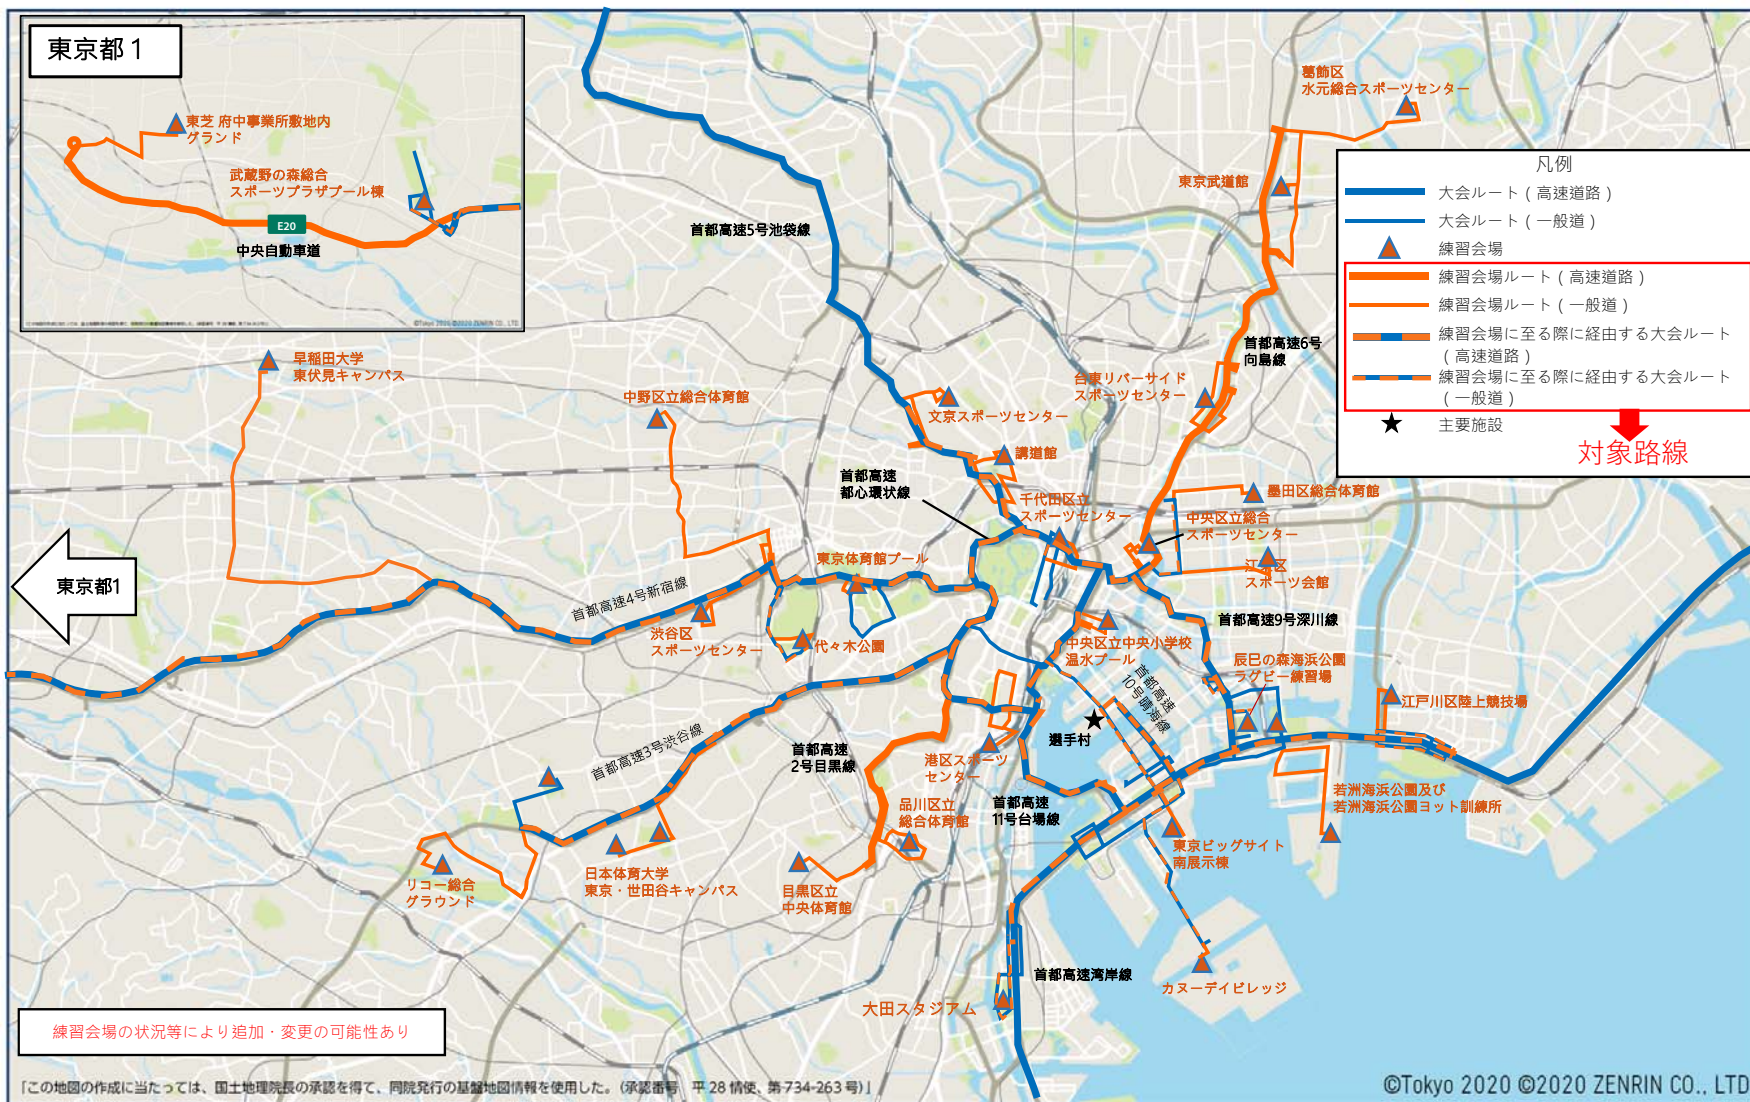 東京都1
東芝 府中事業所敷地内
グランド
武蔵野の森総合
スポーツプラザプール棟
E20
中央自動車道
©Tokyo 2020 ©2020 ZENRIN CO., LTD
葛飾区
水元総合スポーツセンター
東京武道館
凡例
大会ルート(高速道路)
大会ルート(一般道)
練習会場
練習会場ルート(高速道路)
練習会場ルート(一般道)
練習会場に至る際に経由する大会ルート
(高速道路)
練習会場に至る際に経由する大会ルート
(一般道)
主要施設
対象路線
首都高速5号池袋線
首都高速6号
向島線
早稲田大学
東伏見キャンパス
中野区立総合体育館
文京スポーツセンター
台東リバーサイド
スポーツセンター
講道館
首都高速
都心環状線
千代田区立
スポーツセンター
墨田区総合体育館
中央区立総合
スポーツセンター
江東区
スポーツ会館
東京体育館プール
東京都1
首都高速4号新宿線
渋谷区
スポーツセンター
代々木公園
首都高速9号深川線
中央区立中央小学校
温水プール
辰巳の森海浜公園
ラグビー練習場
首都高速
10号晴海線
江戸川区陸上競技場
選手村
首都高速3号渋谷線
首都高速
2号目黒線
港区スポーツ
センター
首都高速
11号台場線
品川区立
総合体育館
若洲海浜公園及び
若洲海浜公園ヨット訓練所
東京ビッグサイト
南展示棟
リコー総合
グラウンド
日本体育大学
東京・世田谷キャンパス
目黒区立
中央体育館
首都高速湾岸線
カヌーデイビレッジ
大田スタジアム
練習会場の状況等により追加・変更の可能性あり
「この地図の作成に当たっては、国土地理院長の承認を得て、同院発行の基盤地図情報を使用した。(承認番号 平 28 情使、第 734-263 号)」
©Tokyo 2020 ©2020 ZENRIN CO., LTD